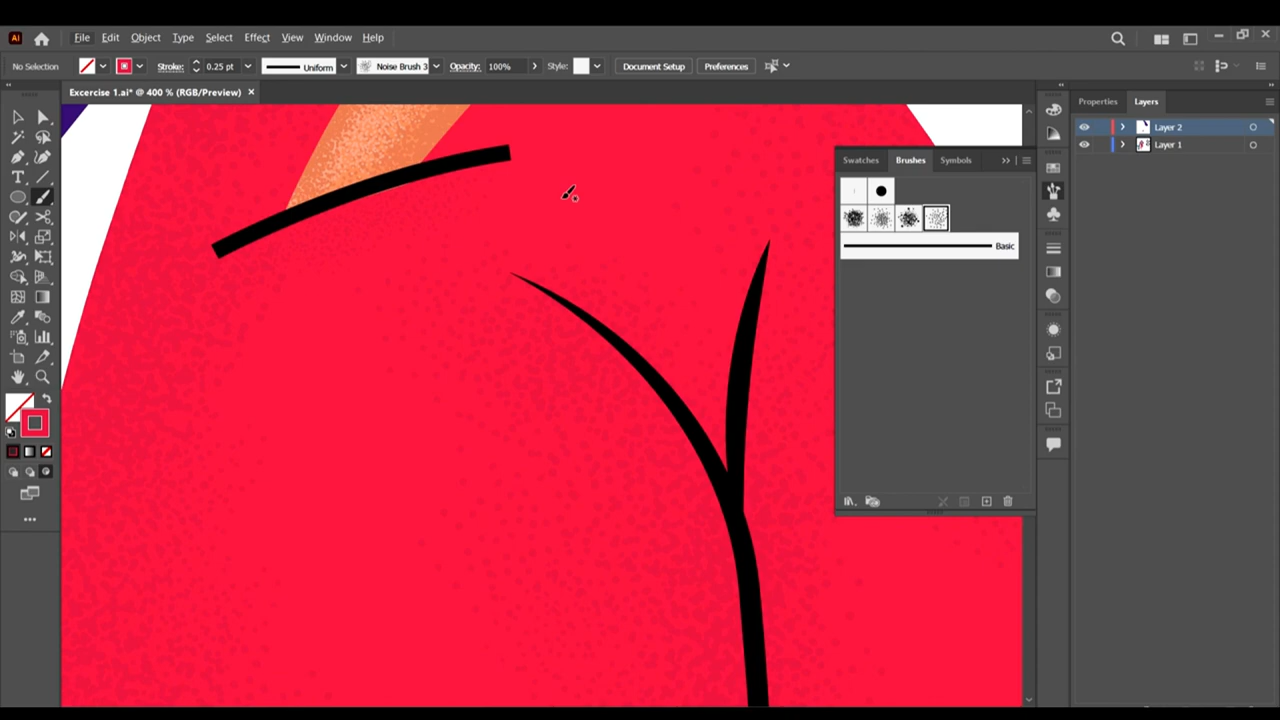 Ai File Edit Object Type Select Effect View Window Help
No Selection Stroke: 0.25 pt Uniform Noise Brush 3 Opacity: 100% Style: Document Setup Preferences
Excercise 1.ai* @ 400 % (RGB/Preview)
Properties Layers
Layer 2
Layer 1
Swatches Brushes Symbols
Basic